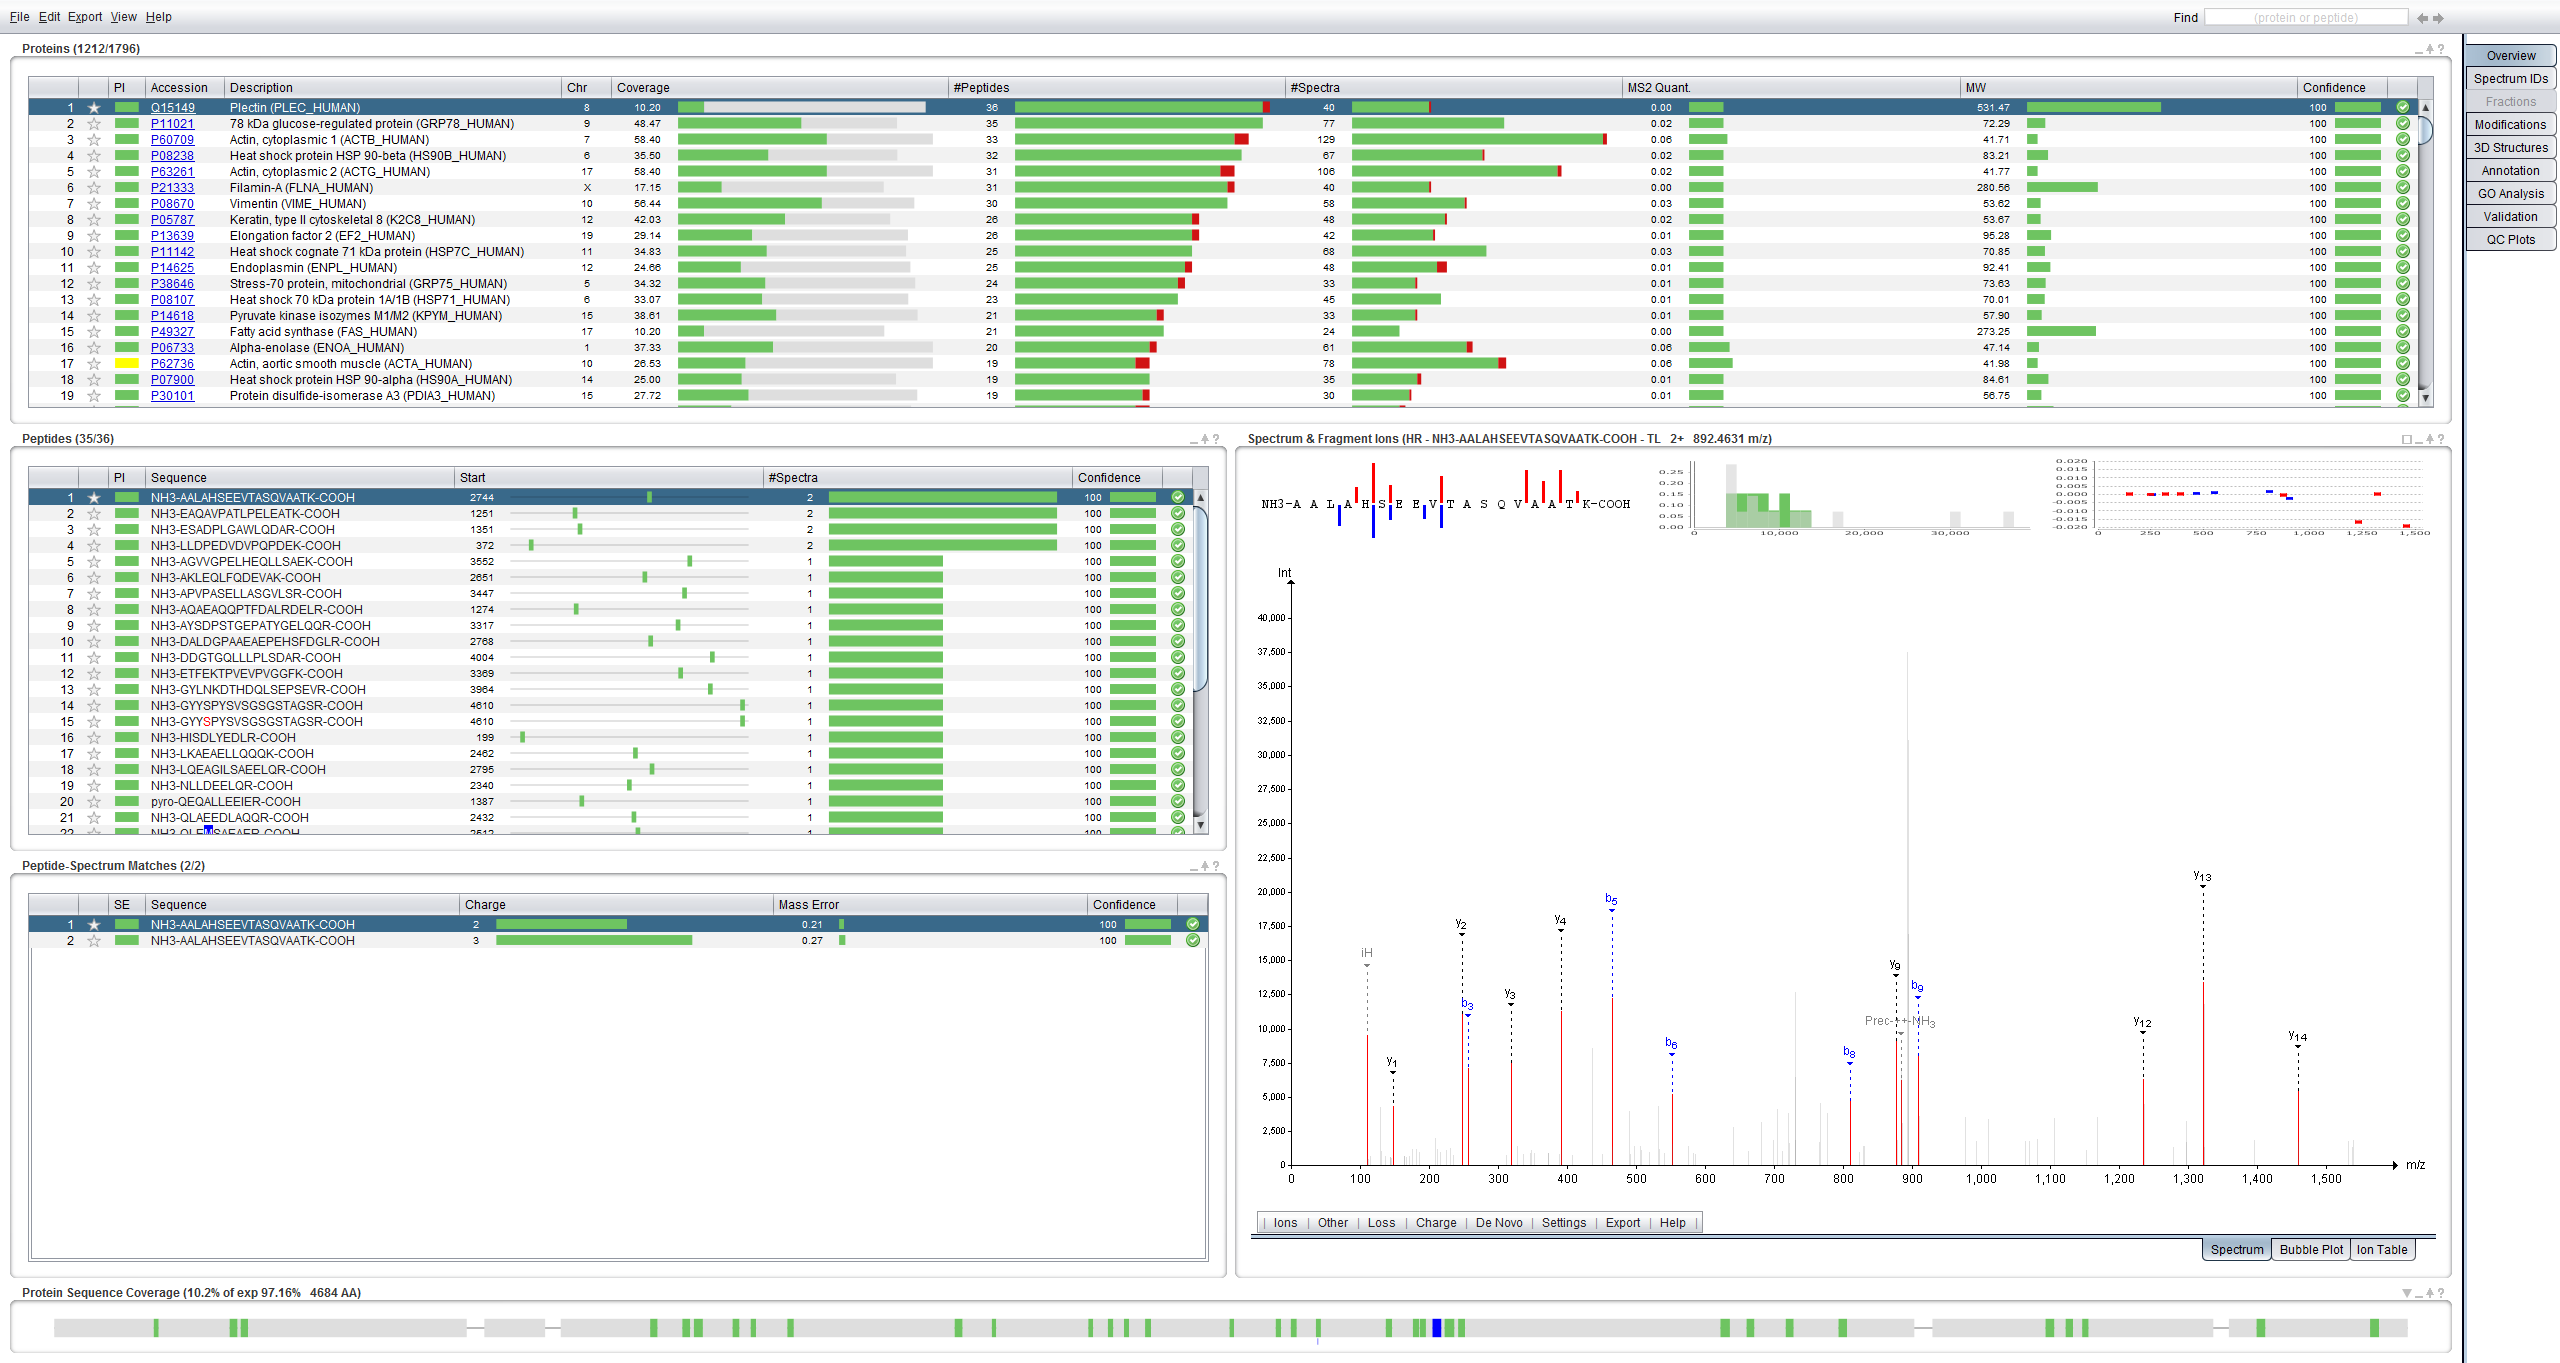 File Edit Export View Help Find (protein or peptide)
Proteins (1212/1796)
PI Accession Description Chr Coverage #Peptides #Spectra MS2 Quant. MW Confidence
1 Q15149 Plectin (PLEC_HUMAN) 8 10.20 36 40 0.00 531.47 100
2 P11021 78 kDa glucose-regulated protein (GRP78_HUMAN) 9 48.47 35 77 0.02 72.29 100
3 P60709 Actin, cytoplasmic 1 (ACTB_HUMAN) 7 58.40 33 129 0.06 41.71 100
4 P08238 Heat shock protein HSP 90-beta (HS90B_HUMAN) 6 35.50 32 67 0.02 83.21 100
5 P63261 Actin, cytoplasmic 2 (ACTG_HUMAN) 17 58.40 31 106 0.02 41.77 100
6 P21333 Filamin-A (FLNA_HUMAN) X 17.15 31 40 0.00 280.56 100
7 P08670 Vimentin (VIME_HUMAN) 10 56.44 30 58 0.03 53.62 100
8 P05787 Keratin, type II cytoskeletal 8 (K2C8_HUMAN) 12 42.03 26 48 0.02 53.67 100
9 P13639 Elongation factor 2 (EF2_HUMAN) 19 29.14 26 42 0.01 95.28 100
10 P11142 Heat shock cognate 71 kDa protein (HSP7C_HUMAN) 11 34.83 25 68 0.03 70.85 100
11 P14625 Endoplasmin (ENPL_HUMAN) 12 24.66 25 48 0.01 92.41 100
12 P38646 Stress-70 protein, mitochondrial (GRP75_HUMAN) 5 34.32 24 33 0.01 73.63 100
13 P08107 Heat shock 70 kDa protein 1A/1B (HSP71_HUMAN) 6 33.07 23 45 0.01 70.01 100
14 P14618 Pyruvate kinase isozymes M1/M2 (KPYM_HUMAN) 15 38.61 21 33 0.01 57.90 100
15 P49327 Fatty acid synthase (FAS_HUMAN) 17 10.20 21 24 0.00 273.25 100
16 P06733 Alpha-enolase (ENOA_HUMAN) 1 37.33 20 61 0.06 47.14 100
17 P62736 Actin, aortic smooth muscle (ACTA_HUMAN) 10 26.53 19 78 0.06 41.98 100
18 P07900 Heat shock protein HSP 90-alpha (HS90A_HUMAN) 14 25.00 19 35 0.01 84.61 100
19 P30101 Protein disulfide-isomerase A3 (PDIA3_HUMAN) 15 27.72 19 30 0.01 56.75 100
Overview
Spectrum IDs
Fractions
Modifications
3D Structures
Annotation
GO Analysis
Validation
QC Plots
Peptides (35/36)
PI Sequence Start #Spectra Confidence
1 NH3-AALAHSEEVTASQVAATK-COOH 2744 2 100
2 NH3-EAQAVPATLPELEATK-COOH 1251 2 100
3 NH3-ESADPLGAWLQDAR-COOH 1351 2 100
4 NH3-LLDPEDVDVPQPDEK-COOH 372 2 100
5 NH3-AGVVGPELHEQLLSAEK-COOH 3552 1 100
6 NH3-AKLEQLFQDEVAK-COOH 2651 1 100
7 NH3-APVPASELLASGVLSR-COOH 3447 1 100
8 NH3-AQAEAQQPTFDALRDELR-COOH 1274 1 100
9 NH3-AYSDPSTGEPATYGELQQR-COOH 3317 1 100
10 NH3-DALDGPAAEAEPEHSFDGLR-COOH 2768 1 100
11 NH3-DDGTGQLLLPLSDAR-COOH 4004 1 100
12 NH3-ETFEKTPVEVPVGGFK-COOH 3369 1 100
13 NH3-GYLNKDTHDQLSEPSEVR-COOH 3964 1 100
14 NH3-GYYSPYSVSGSGSTAGSR-COOH 4610 1 100
15 NH3-GYYSPYSVSGSGSTAGSR-COOH 4610 1 100
16 NH3-HISDLYEDLR-COOH 199 1 100
17 NH3-LKAEAELLQQQK-COOH 2462 1 100
18 NH3-LQEAGILSAEELQR-COOH 2795 1 100
19 NH3-NLLDEELQR-COOH 2340 1 100
20 pyro-QEQALLEEIER-COOH 1387 1 100
21 NH3-QLAEEDLAQQR-COOH 2432 1 100
22 NH3-QLEMSAEAER-COOH 2512 1 100
Peptide-Spectrum Matches (2/2)
SE Sequence Charge Mass Error Confidence
1 NH3-AALAHSEEVTASQVAATK-COOH 2 0.21 100
2 NH3-AALAHSEEVTASQVAATK-COOH 3 0.27 100
Spectrum & Fragment Ions (HR - NH3-AALAHSEEVTASQVAATK-COOH - TL 2+ 892.4631 m/z)
NH3-A A L A H S E E V T A S Q V A A T K-COOH
0.25
0.20
0.15
0.10
0.05
0.00
0 10,000 20,000 30,000
0.020
0.015
0.010
0.005
0.000
-0.005
-0.010
-0.015
-0.020
0 250 500 750 1,000 1,250 1,500
Int
40,000
37,500
35,000
32,500
30,000
27,500
25,000
22,500
20,000
17,500
15,000
12,500
10,000
7,500
5,000
2,500
0
iH y1 y2 b3 y3 y4 b5 b6 b8 y9 Prec-++-NH3 b9 y12 y13 y14
0 100 200 300 400 500 600 700 800 900 1,000 1,100 1,200 1,300 1,400 1,500 m/z
Ions | Other | Loss | Charge | De Novo | Settings | Export | Help
Spectrum Bubble Plot Ion Table
Protein Sequence Coverage (10.2% of exp 97.16% 4684 AA)